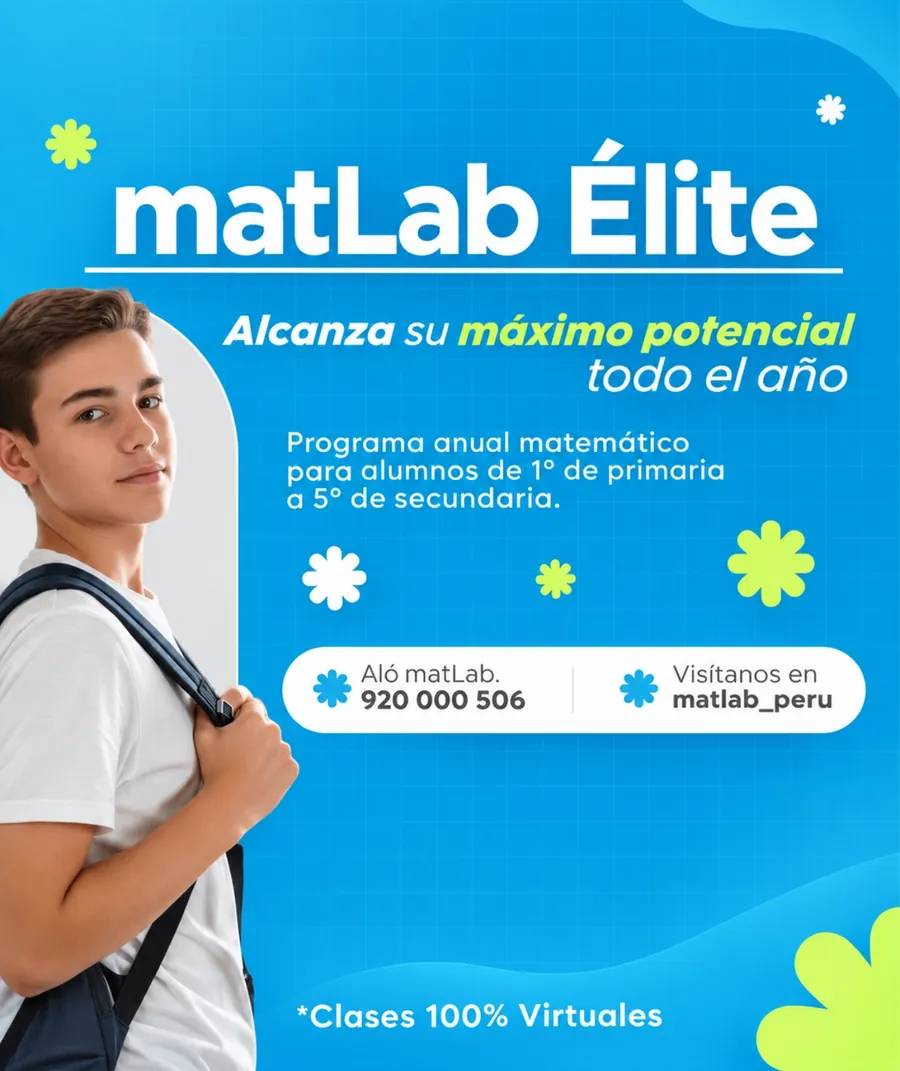 matLab Élite
Alcanza su máximo potencial
todo el año
Programa anual matemático
para alumnos de 1° de primaria
a 5° de secundaria.
Aló matLab.
920 000 506
Visítanos en
matlab_peru
*Clases 100% Virtuales